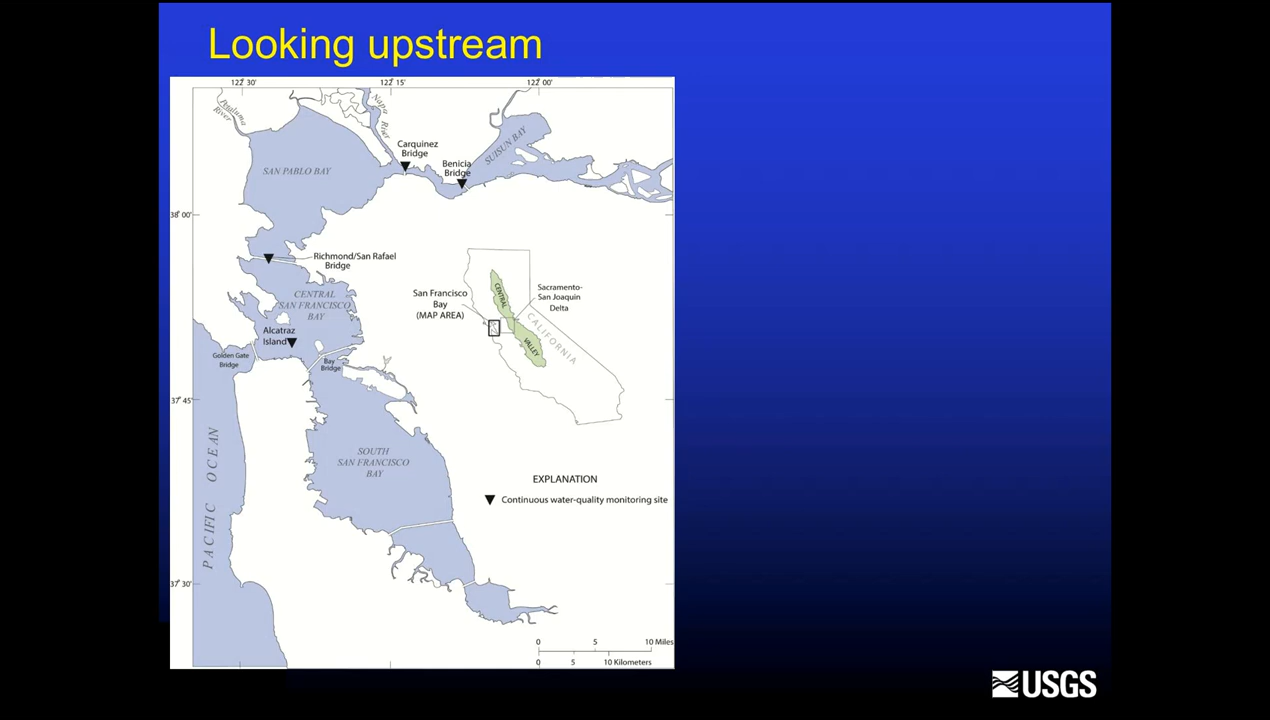 Looking upstream
122° 30'
122° 15'
122° 00'
Petaluma
River
Napa
River
Carquinez
Bridge
Benicia
Bridge
SUISUN BAY
SAN PABLO BAY
38° 00'
Richmond/San Rafael
Bridge
CENTRAL
SAN FRANCISCO
BAY
San Francisco
Bay
(MAP AREA)
CENTRAL
VALLEY
Sacramento-
San Joaquin
Delta
CALIFORNIA
Alcatraz
Island
Golden Gate
Bridge
Bay
Bridge
37° 45'
SOUTH
SAN FRANCISCO
BAY
PACIFIC OCEAN
EXPLANATION
Continuous water-quality monitoring site
37° 30'
0 5 10 Miles
0 5 10 Kilometers
USGS